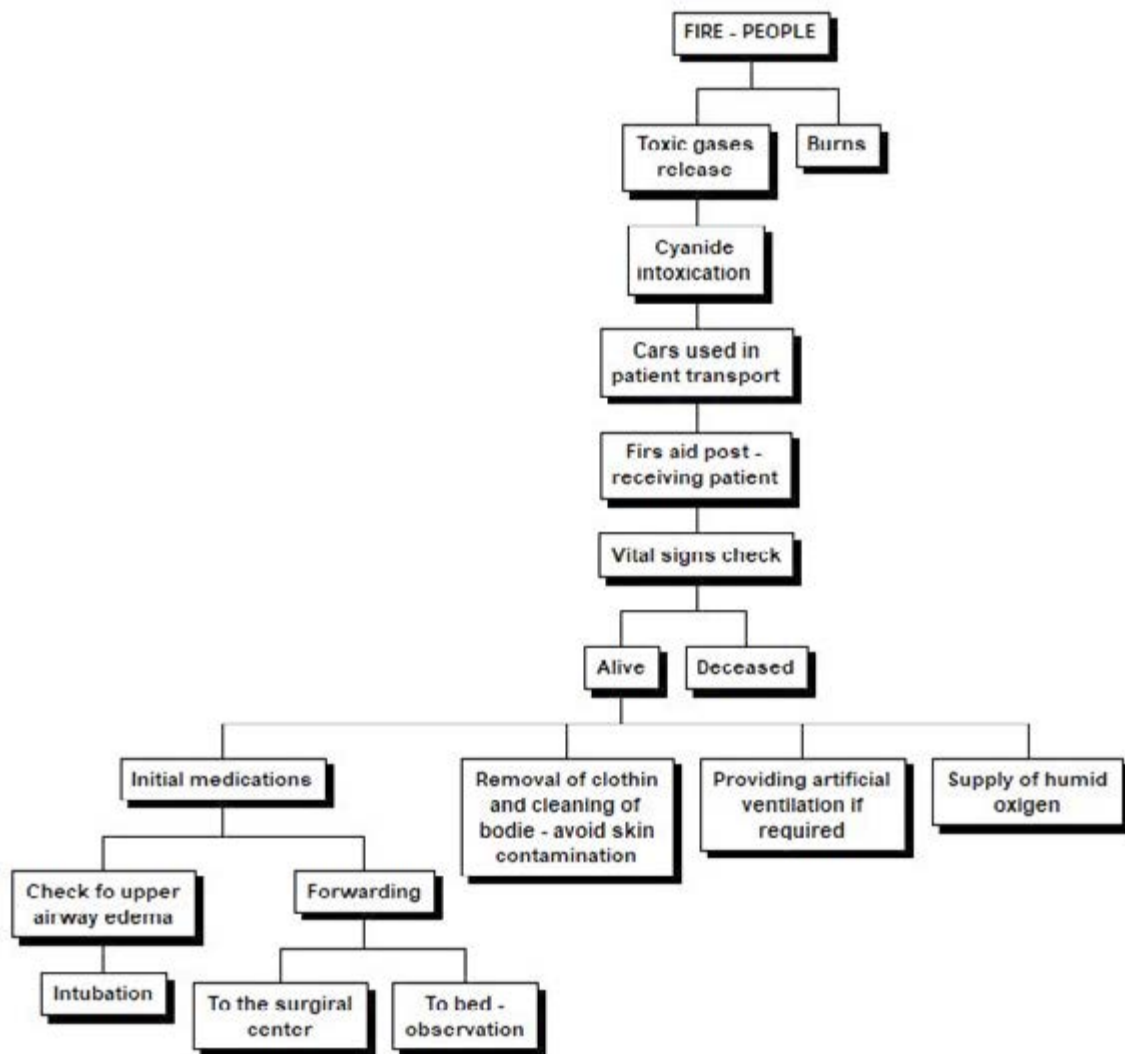 FIRE - PEOPLE
Toxic gases
release
Burns
Cyanide
intoxication
Cars used in
patient transport
Firs aid post -
receiving patient
Vital signs check
Alive
Deceased
Initial medications
Removal of clothin
and cleaning of
bodie - avoid skin
contamination
Providing artificial
ventilation if
required
Supply of humid
oxigen
Check fo upper
airway edema
Forwarding
Intubation
To the surgiral
center
To bed -
observation